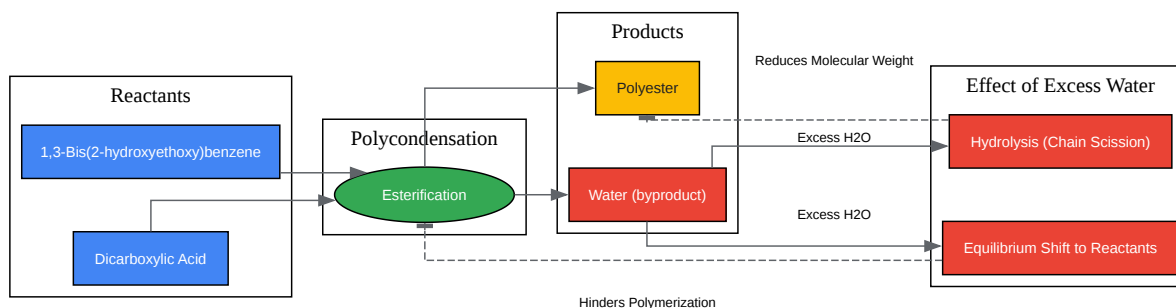 Reactants
1,3-Bis(2-hydroxyethoxy)benzene
Dicarboxylic Acid
Polycondensation
Esterification
Products
Polyester
Water (byproduct)
Reduces Molecular Weight
Excess H2O
Excess H2O
Hinders Polymerization
Effect of Excess Water
Hydrolysis (Chain Scission)
Equilibrium Shift to Reactants